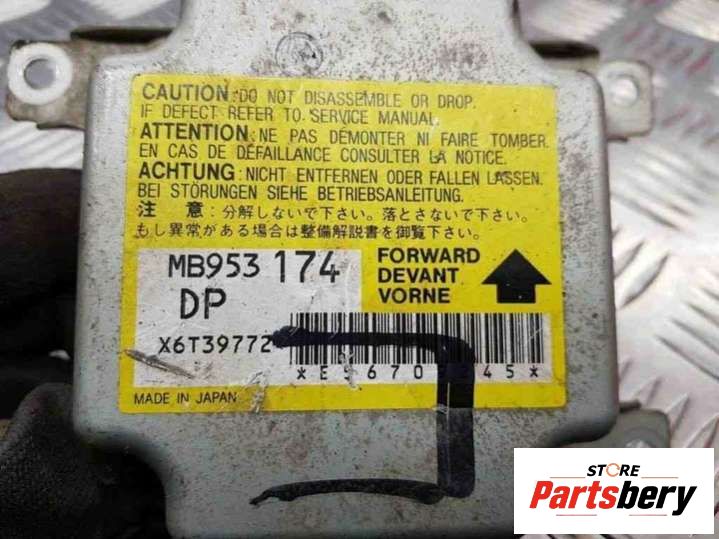 CAUTION :DO NOT DISASSEMBLE OR DROP.
IF DEFECT REFER TO SERVICE MANUAL.
ATTENTION :NE PAS DÉMONTER NI FAIRE TOMBER.
EN CAS DE DÉFAILLANCE CONSULTER LA NOTICE.
ACHTUNG :NICHT ENTFERNEN ODER FALLEN LASSEN.
BEI STÖRUNGEN SIEHE BETRIEBSANLEITUNG.
注 意 :分解しないで下さい。落とさないで下さい。
もし異常がある場合は整備解説書を御覧下さい。
MB953 174
DP
FORWARD
DEVANT
VORNE
X6T39772
MADE IN JAPAN
STORE
Partsbery